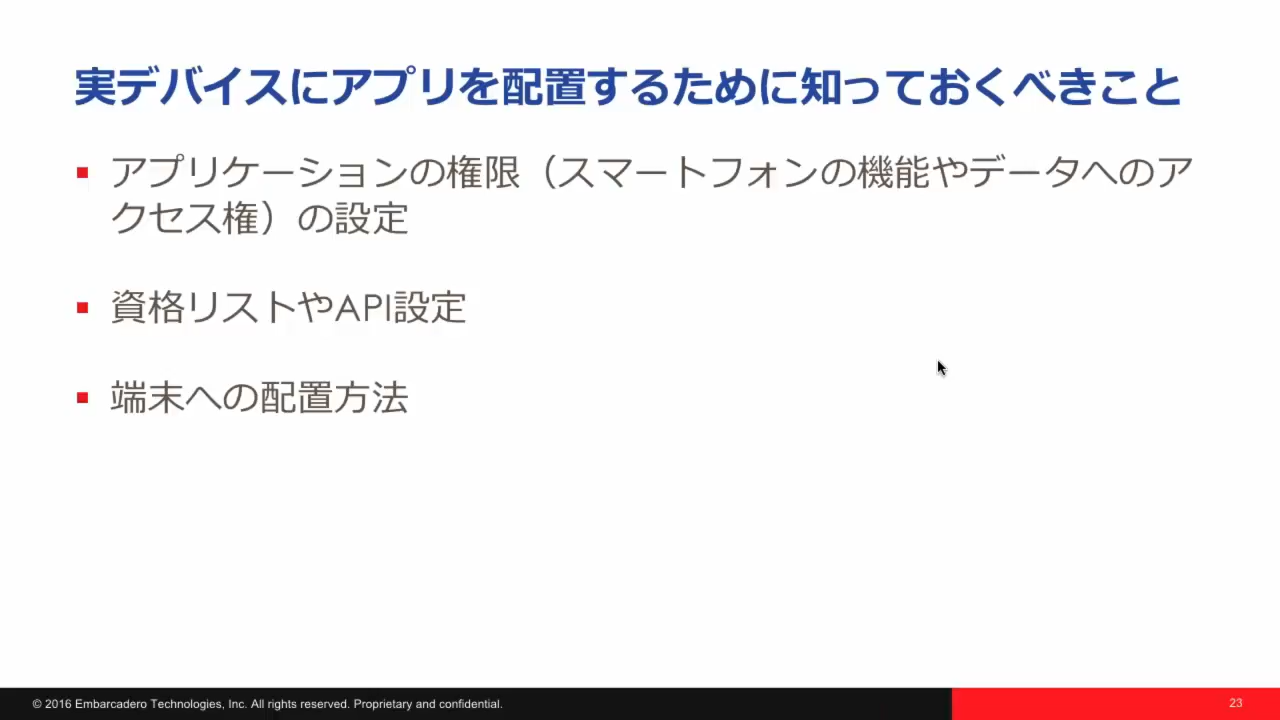 実デバイスにアプリを配置するために知っておくべきこと
アプリケーションの権限（スマートフォンの機能やデータへのア
クセス権）の設定
資格リストやAPI設定
端末への配置方法
© 2016 Embarcadero Technologies, Inc. All rights reserved. Proprietary and confidential.
23